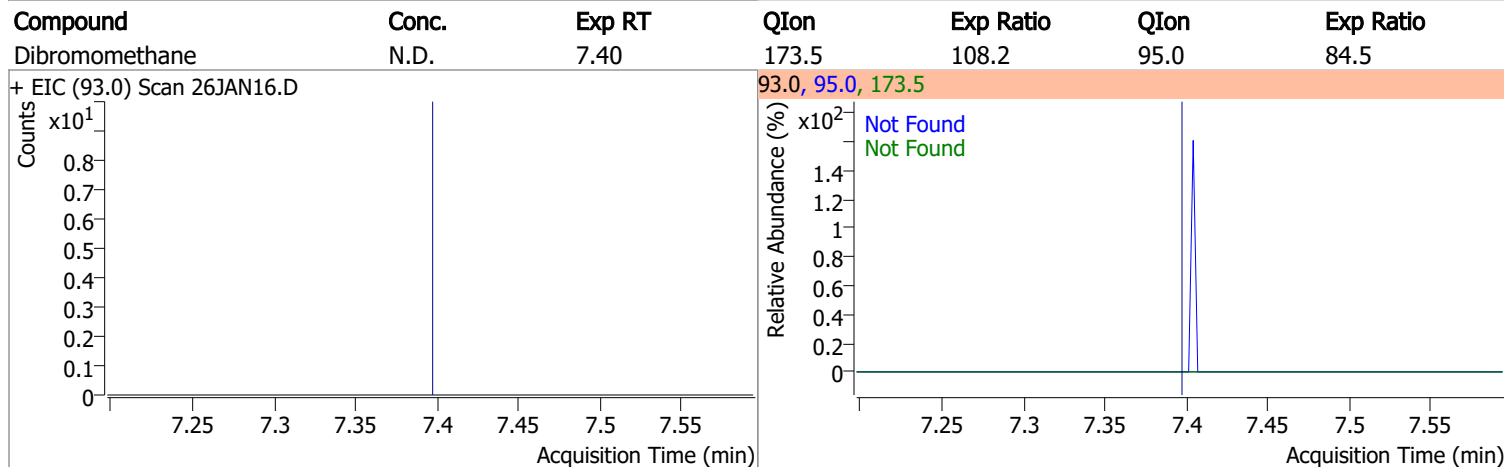 Compound Conc. Exp RT QIon Exp Ratio QIon Exp Ratio
Dibromomethane N.D. 7.40 173.5 108.2 95.0 84.5
+ EIC (93.0) Scan 26JAN16.D
Counts
x10¹
0.8
0.7
0.6
0.5
0.4
0.3
0.2
0.1
0
7.25 7.3 7.35 7.4 7.45 7.5 7.55
Acquisition Time (min)
93.0, 95.0, 173.5
Relative Abundance (%)
x10²
Not Found
Not Found
1.4
1.2
1
0.8
0.6
0.4
0.2
0
7.25 7.3 7.35 7.4 7.45 7.5 7.55
Acquisition Time (min)